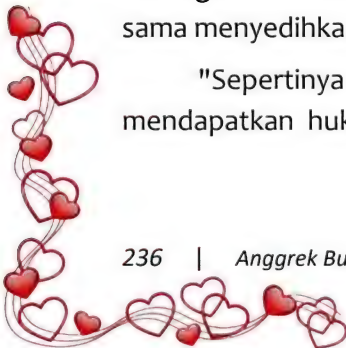 sama menyedihka
"Sepertinya
mendapatkan huk
236 | Anggrek Bu